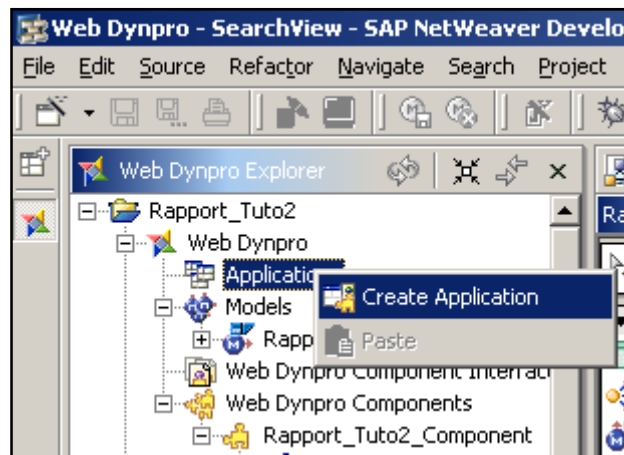 Web Dynpro - SearchView - SAP NetWeaver Develo
File Edit Source Refactor Navigate Search Project
Web Dynpro Explorer
Rapport_Tuto2
Web Dynpro
Applicatio
Create Application
Models
Rapp
Paste
Web Dynpro Component Interfac
Web Dynpro Components
Rapport_Tuto2_Component
Ra